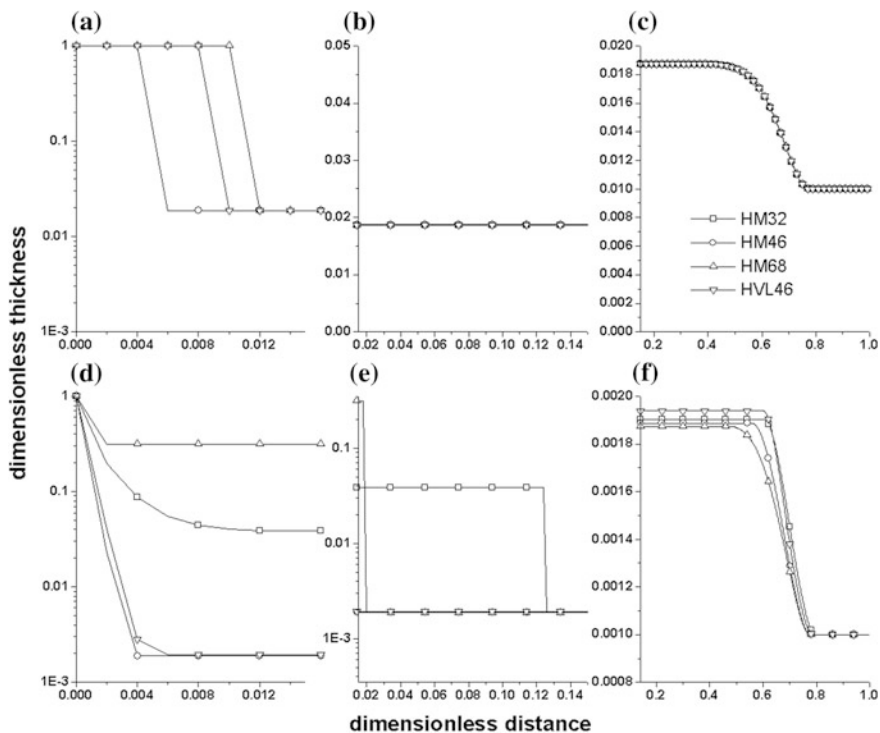 (a)
(b)
(c)
1
0.1
0.01
1E-3
0.000 0.004 0.008 0.012
0.05
0.04
0.03
0.02
0.01
0.00
0.02 0.04 0.06 0.08 0.10 0.12 0.14
0.020
0.018
0.016
0.014
0.012
0.010
0.008
0.006
0.004
0.002
0.000
0.2 0.4 0.6 0.8 1.0
HM32
HM46
HM68
HVL46
dimensionless thickness
(d)
(e)
(f)
1
0.1
0.01
1E-3
0.000 0.004 0.008 0.012
0.1
0.01
1E-3
0.02 0.04 0.06 0.08 0.10 0.12 0.14
0.0020
0.0018
0.0016
0.0014
0.0012
0.0010
0.0008
0.2 0.4 0.6 0.8 1.0
dimensionless distance